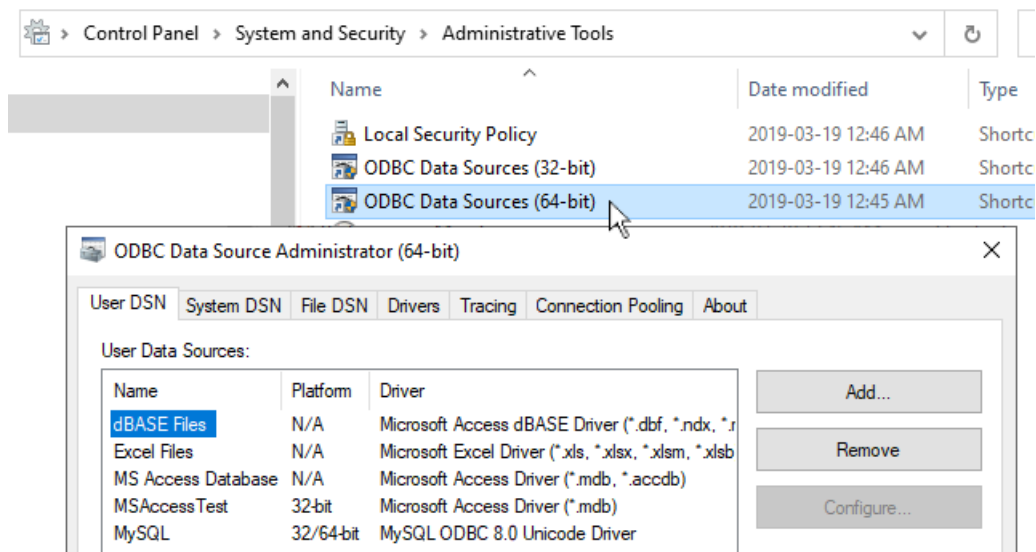 Control Panel > System and Security > Administrative Tools
Name Date modified Type
Local Security Policy 2019-03-19 12:46 AM Shortc
ODBC Data Sources (32-bit) 2019-03-19 12:46 AM Shortc
ODBC Data Sources (64-bit) 2019-03-19 12:45 AM Shortc
ODBC Data Source Administrator (64-bit)
User DSN System DSN File DSN Drivers Tracing Connection Pooling About
User Data Sources:
Name Platform Driver
Add...
dBASE Files N/A Microsoft Access dBASE Driver (*.dbf, *.ndx, *.
Excel Files N/A Microsoft Excel Driver (*.xls, *.xlsx, *.xlsm, *.xlsb
Remove
MS Access Database N/A Microsoft Access Driver (*.mdb, *.accdb)
MSAccessTest 32-bit Microsoft Access Driver (*.mdb)
Configure...
MySQL 32/64-bit MySQL ODBC 8.0 Unicode Driver